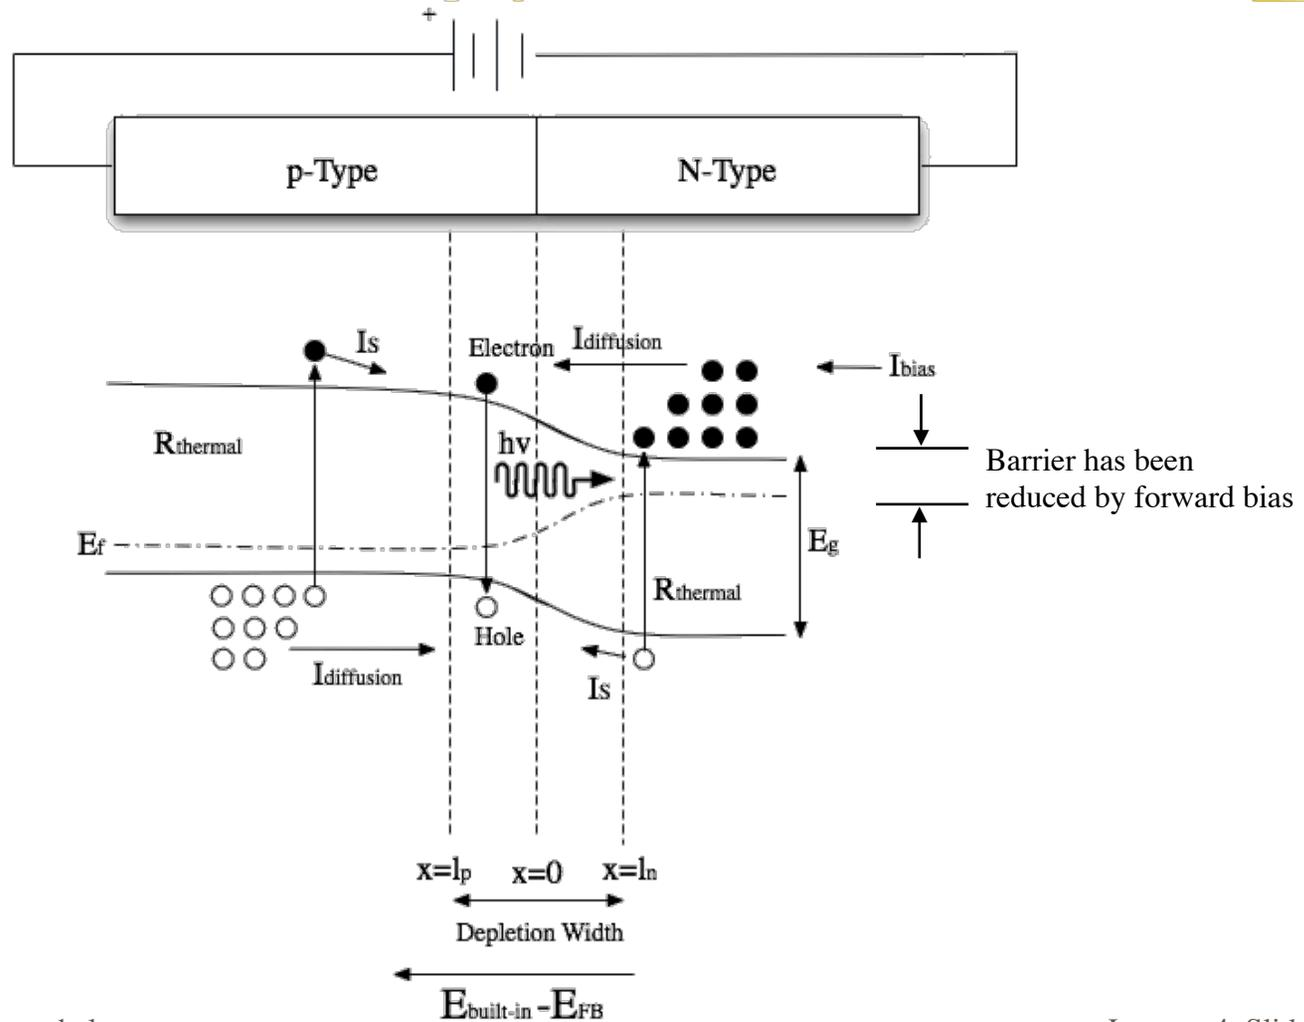 +
p-Type
N-Type
Is
Electron
Idiffusion
Ibias
Rthermal
hv
Barrier has been
reduced by forward bias
Ef
Eg
Rthermal
Hole
Idiffusion
Is
x=lp
x=0
x=ln
Depletion Width
Ebuilt-in -EFB